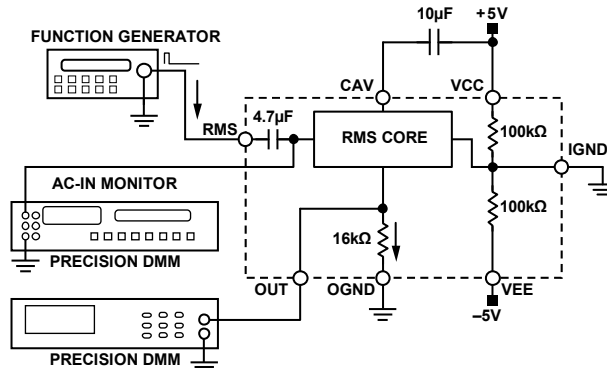 10µF
+5V
FUNCTION GENERATOR
CAV
VCC
4.7µF
RMS
RMS CORE
100kΩ
IGND
AC-IN MONITOR
100kΩ
16kΩ
PRECISION DMM
OUT
OGND
VEE
–5V
PRECISION DMM